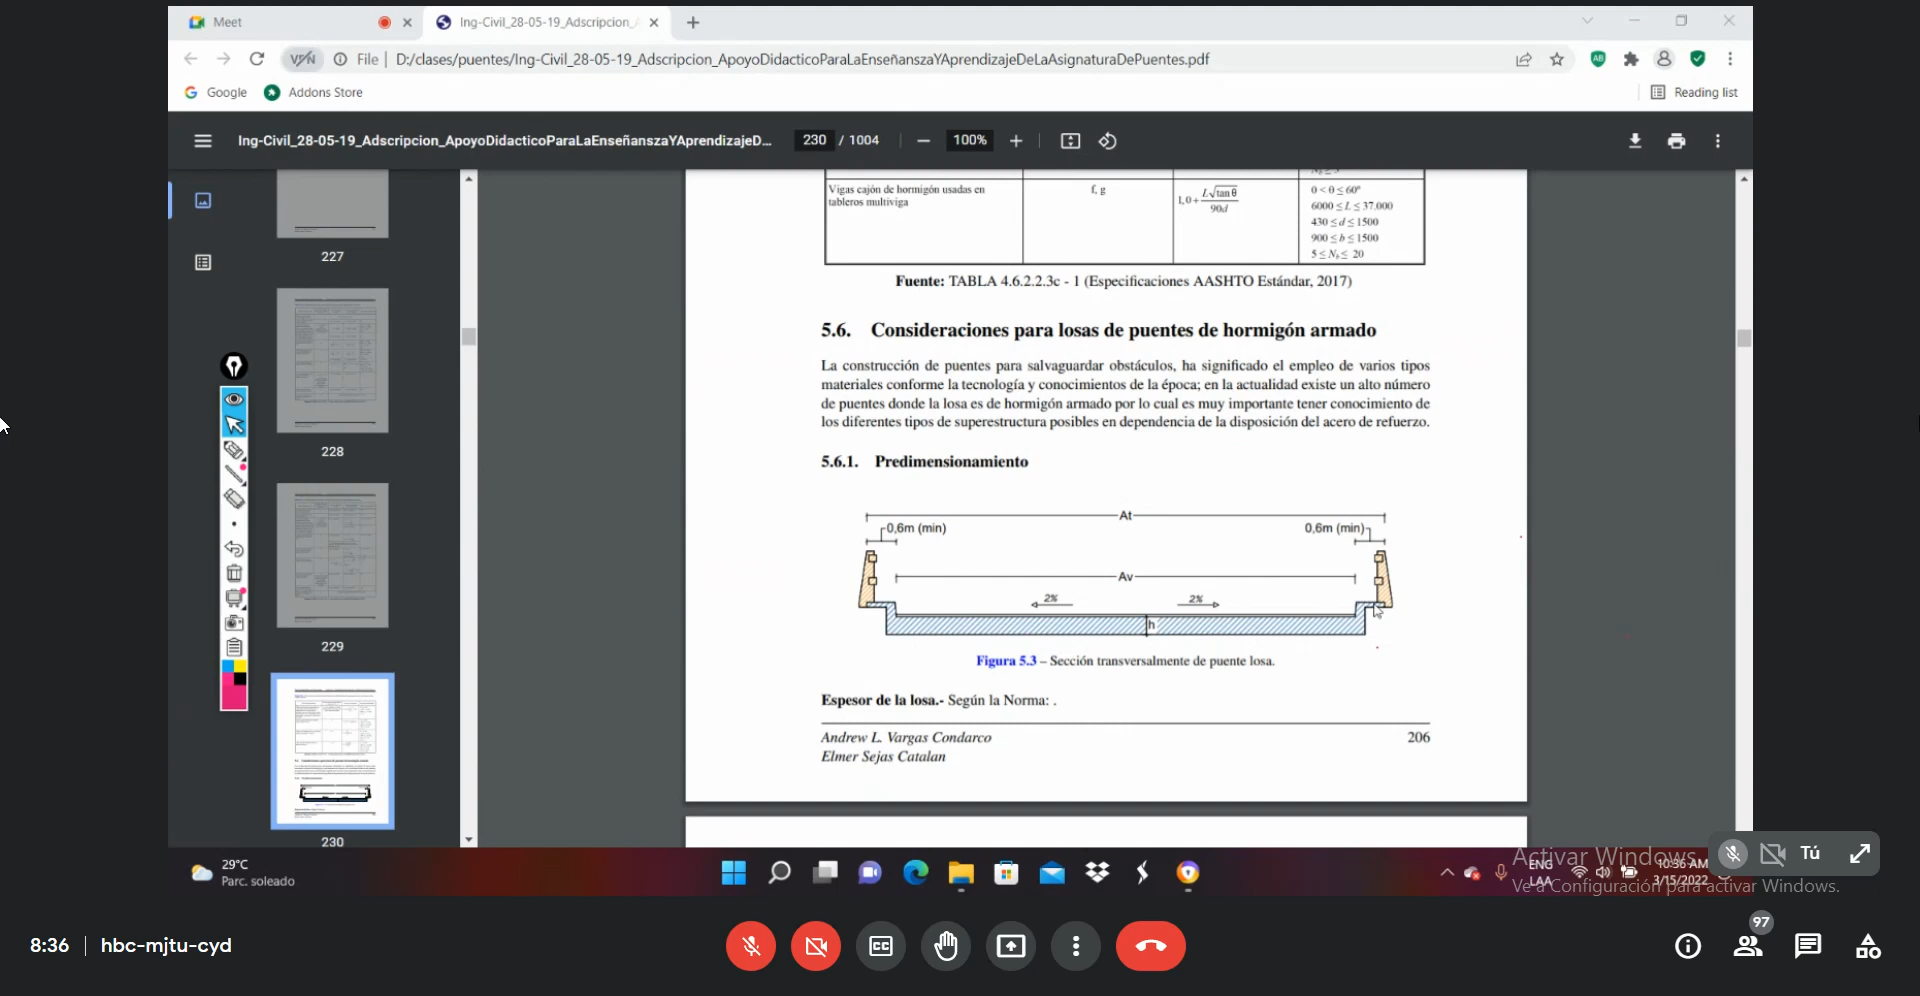 Meet
Ing-Civil_28-05-19_Adscripcion_A
File
D:/clases/puentes/Ing-Civil_28-05-19_Adscripcion_ApoyoDidacticoParaLaEnseñanszaYAprendizajeDeLaAsignaturaDePuentes.pdf
Google
Addons Store
Reading list
Ing-Civil_28-05-19_Adscripcion_ApoyoDidacticoParaLaEnseñanszaYAprendizajeD...
230 / 1004
100%
227
228
229
230
Vigas cajón de hormigón usadas en
tableros multiviga
f, g
1,0 + L√tan θ / 90d
0 < θ ≤ 60°
6000 ≤ L ≤ 37.000
430 ≤ d ≤ 1500
900 ≤ b ≤ 1500
5 ≤ N_b ≤ 20
Fuente: TABLA 4.6.2.2.3c - 1 (Especificaciones AASHTO Estándar, 2017)
5.6. Consideraciones para losas de puentes de hormigón armado
La construcción de puentes para salvaguardar obstáculos, ha significado el empleo de varios tipos
materiales conforme la tecnología y conocimientos de la época; en la actualidad existe un alto número
de puentes donde la losa es de hormigón armado por lo cual es muy importante tener conocimiento de
los diferentes tipos de superestructura posibles en dependencia de la disposición del acero de refuerzo.
5.6.1. Predimensionamiento
At
0,6m (min)
0,6m (min)
Av
2%
2%
h
Figura 5.3 – Sección transversalmente de puente losa.
Espesor de la losa.- Según la Norma: .
Andrew L. Vargas Condarco
206
Elmer Sejas Catalan
29°C
Parc. soleado
ENG
LAA
10:36 AM
3/15/2022
Activar Windows
Ve a Configuración para activar Windows.
Tú
8:36
hbc-mjtu-cyd
97